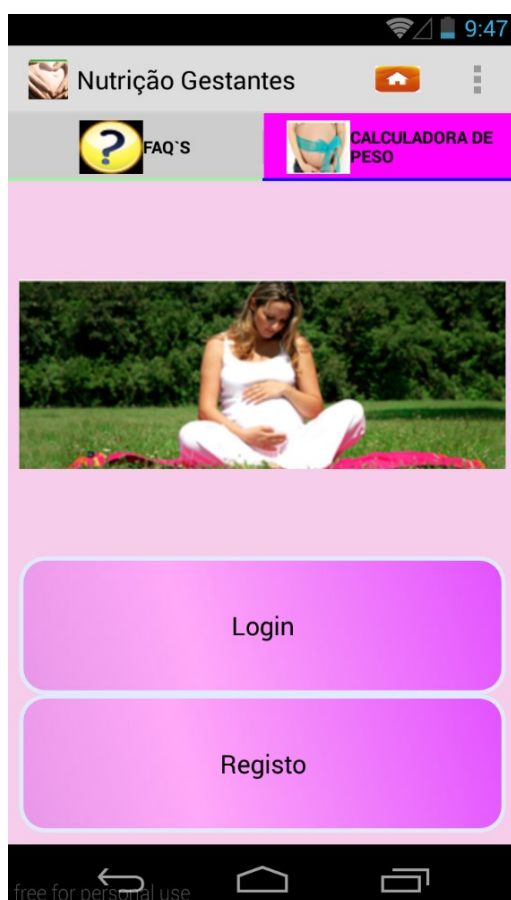 9:47
Nutrição Gestantes
FAQ`S
CALCULADORA DE
PESO
Login
Registo
free for personal use